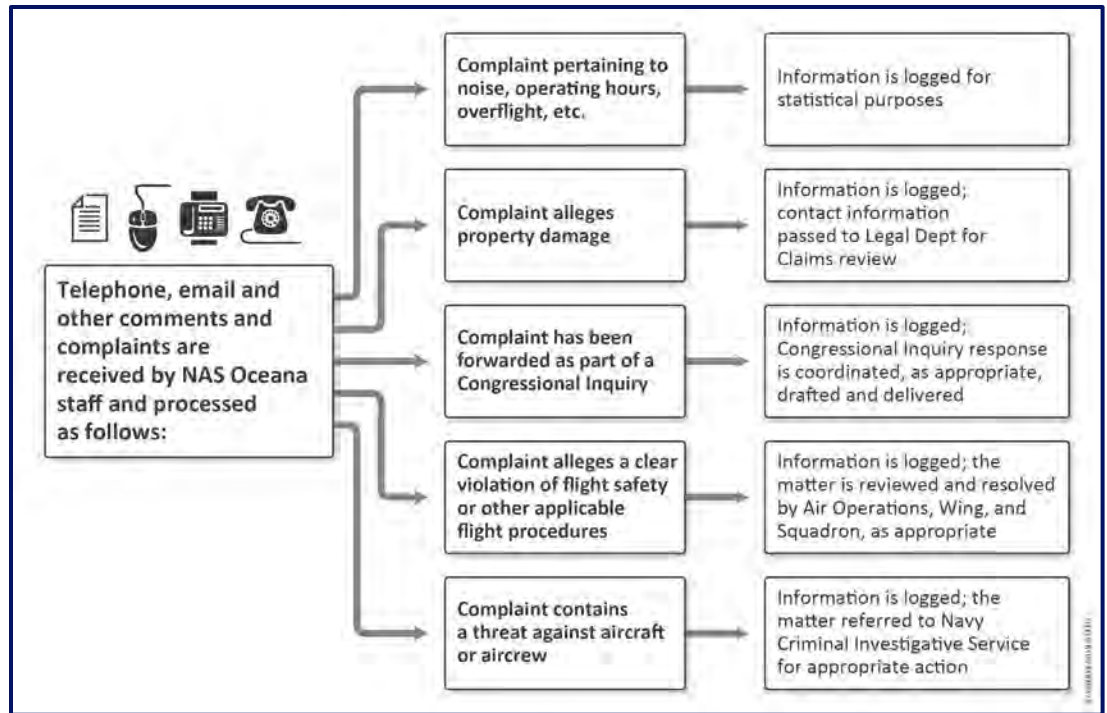 Telephone, email and
other comments and
complaints are
received by NAS Oceana
staff and processed
as follows:
Complaint pertaining to
noise, operating hours,
overflight, etc.
Information is logged for
statistical purposes
Complaint alleges
property damage
Information is logged;
contact information
passed to Legal Dept for
Claims review
Complaint has been
forwarded as part of a
Congressional Inquiry
Information is logged;
Congressional Inquiry response
is coordinated, as appropriate,
drafted and delivered
Complaint alleges a clear
violation of flight safety
or other applicable
flight procedures
Information is logged; the
matter is reviewed and resolved
by Air Operations, Wing, and
Squadron, as appropriate
Complaint contains
a threat against aircraft
or aircrew
Information is logged; the
matter referred to Navy
Criminal Investigative Service
for appropriate action